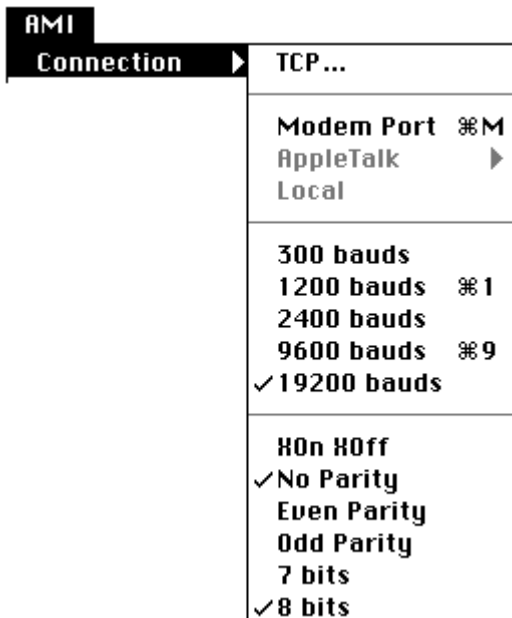 AMI
Connection
TCP...
Modem Port ⌘M
AppleTalk
Local
300 bauds
1200 bauds ⌘1
2400 bauds
9600 bauds ⌘9
✓19200 bauds
XOn XOff
✓No Parity
Even Parity
Odd Parity
7 bits
✓8 bits